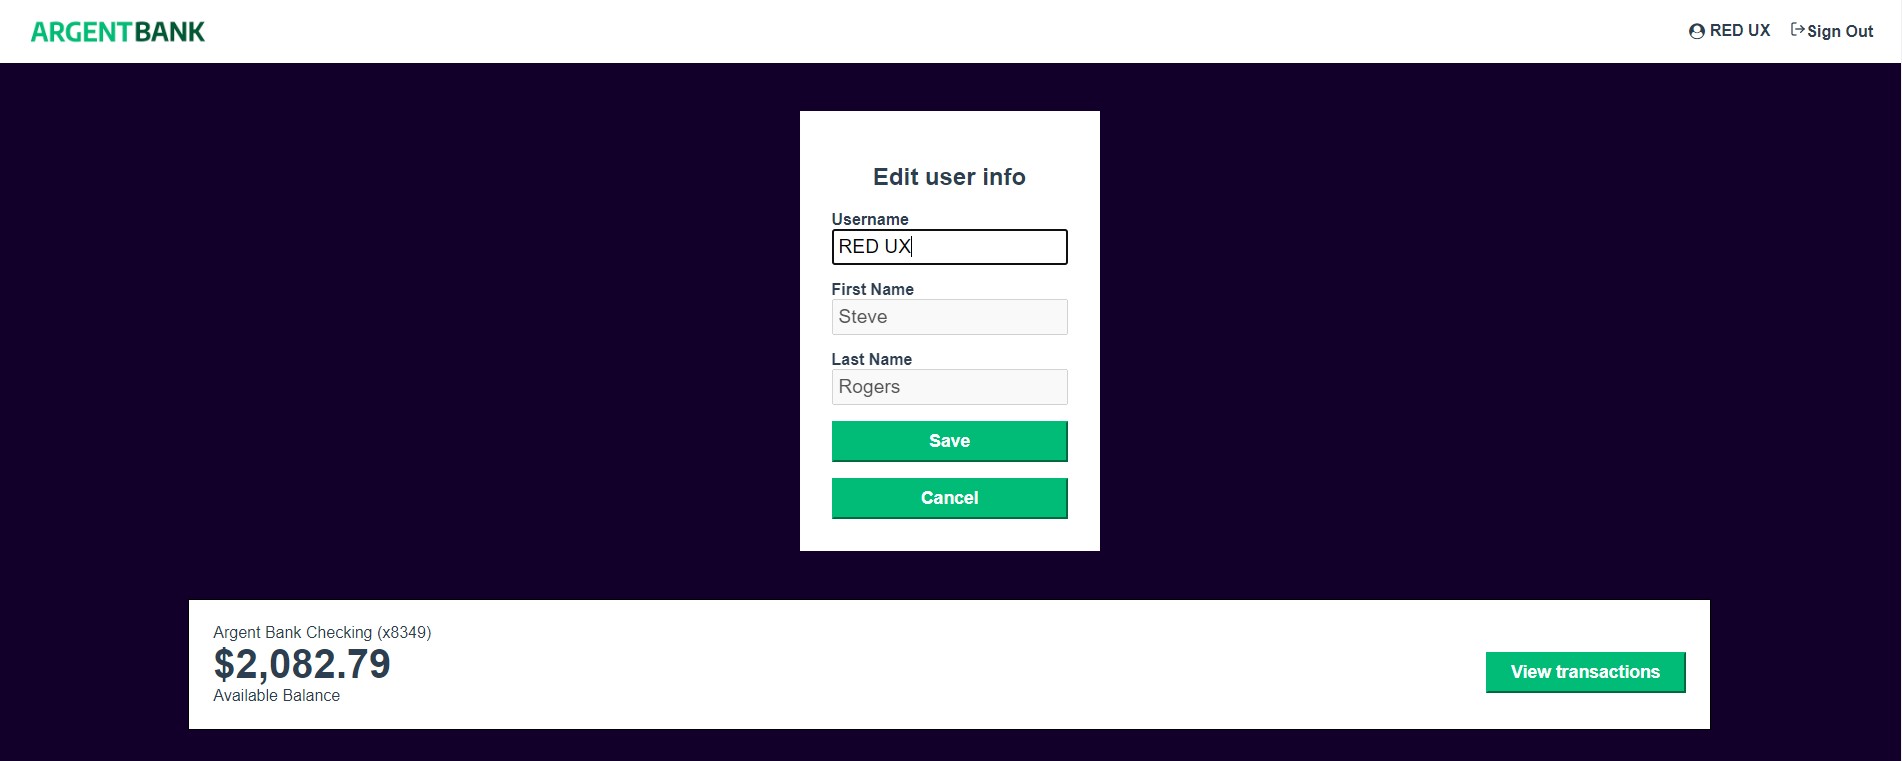 ARGENTBANK
RED UX
Sign Out
Edit user info
Username
RED UX
First Name
Steve
Last Name
Rogers
Save
Cancel
Argent Bank Checking (x8349)
$2,082.79
Available Balance
View transactions